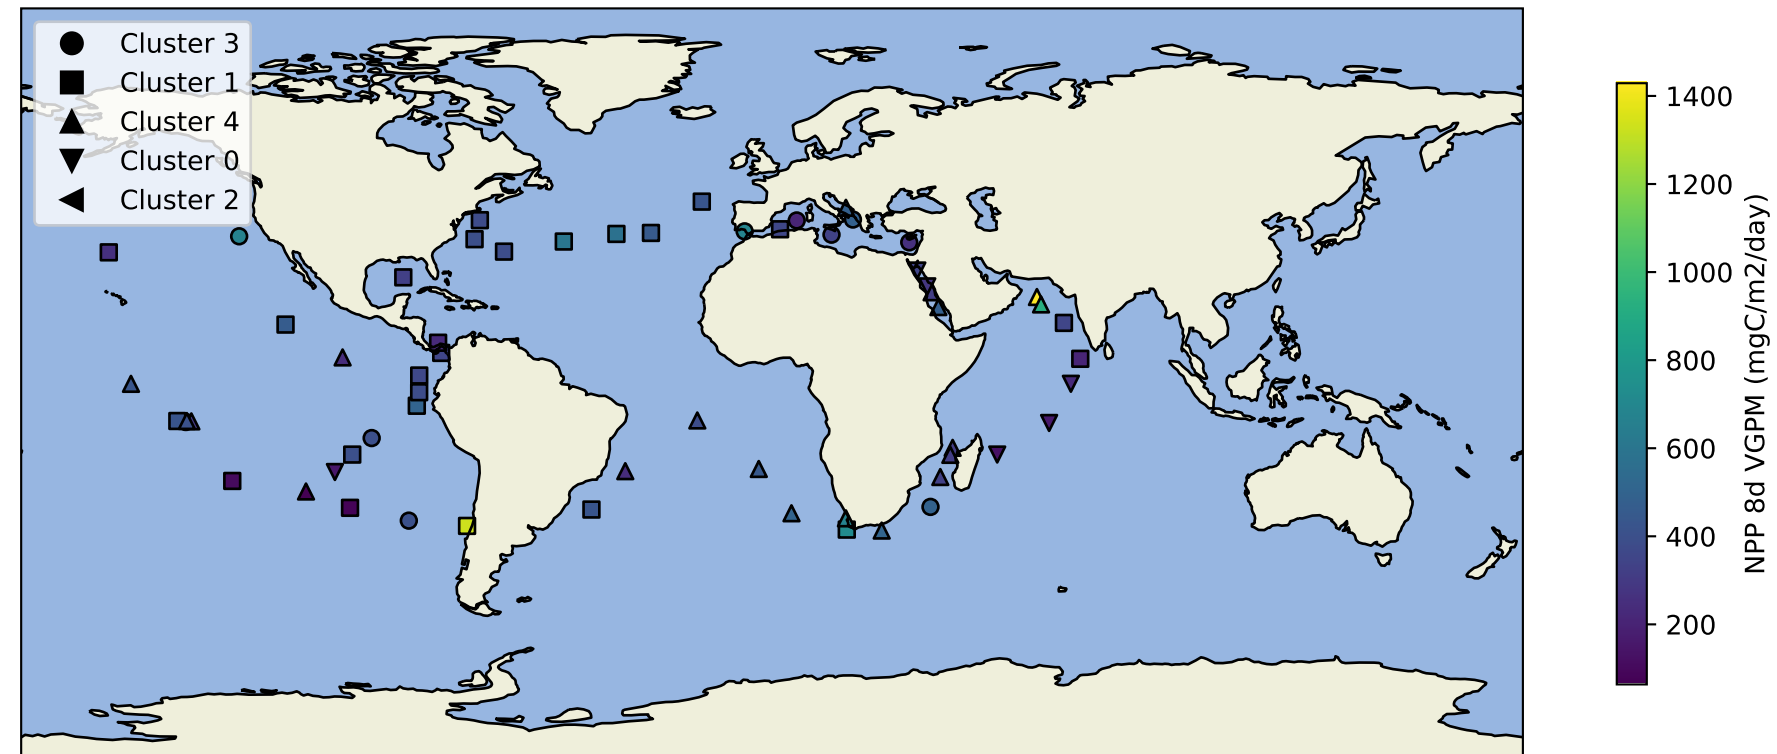 Cluster 3
Cluster 1
Cluster 4
Cluster 0
Cluster 2
1400
1200
1000
800
600
400
200
NPP 8d VGPM (mgC/m2/day)